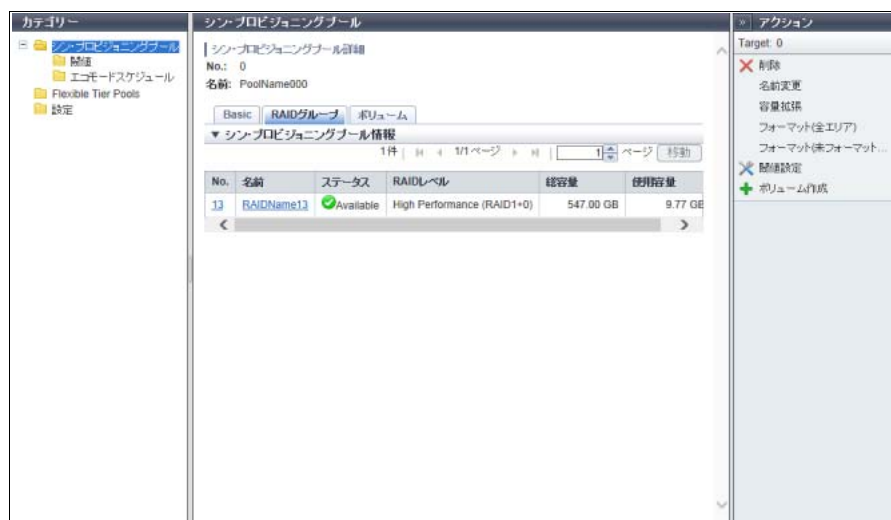 カテゴリー
シン・プロビジョニングプール
閾値
エコモードスケジュール
Flexible Tier Pools
設定
シン・プロビジョニングプール
シン・プロビジョニングプール詳細
No.: 0
名前: PoolName000
Basic RAIDグループ ボリューム
▼ シン・プロビジョニングプール情報
1件 1/1 ページ 1 ページ 移動
No. 名前 ステータス RAIDレベル 総容量 使用容量
13 RAIDName13 Available High Performance (RAID1+0) 547.00 GB 9.77 GB
» アクション
Target: 0
削除
名前変更
容量拡張
フォーマット(全エリア)
フォーマット(未フォーマット...
閾値設定
ボリューム作成